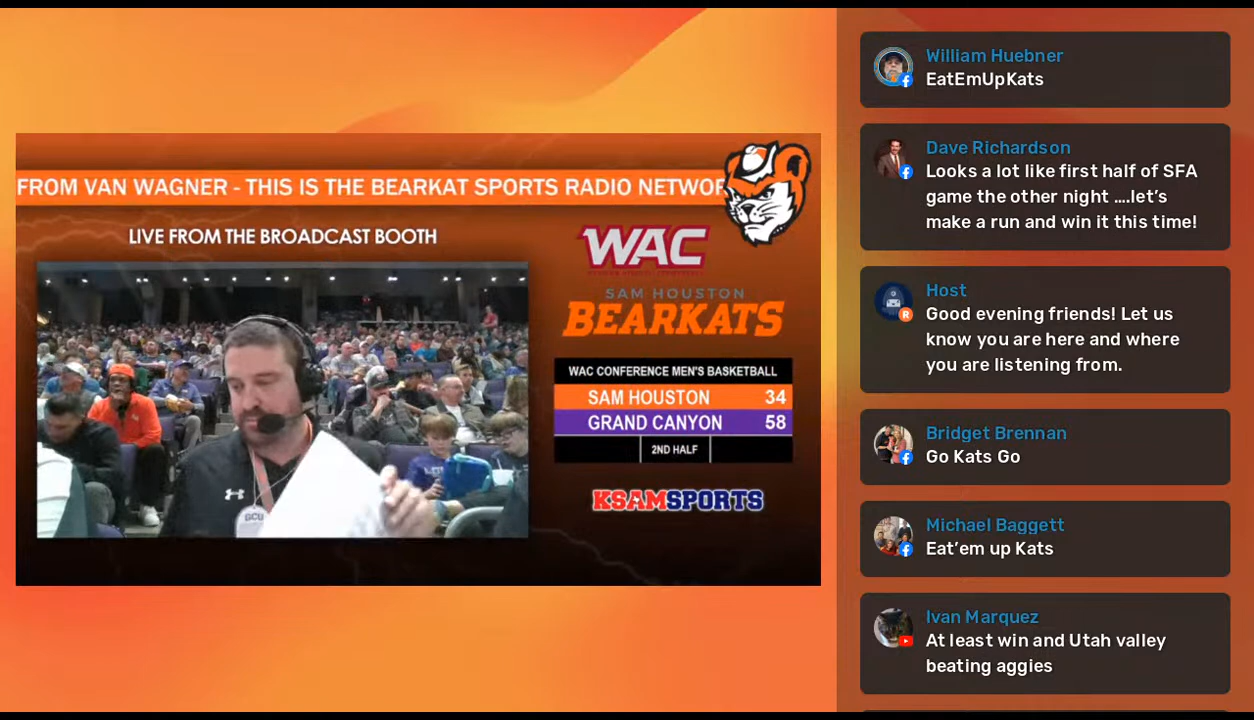 FROM VAN WAGNER - THIS IS THE BEARKAT SPORTS RADIO NETWOR
LIVE FROM THE BROADCAST BOOTH
WAC
SAM HOUSTON
BEARKATS
WAC CONFERENCE MEN'S BASKETBALL
SAM HOUSTON 34
GRAND CANYON 58
2ND HALF
KSAMSPORTS
GCU
William Huebner
EatEmUpKats
Dave Richardson
Looks a lot like first half of SFA
game the other night ....let's
make a run and win it this time!
Host
Good evening friends! Let us
know you are here and where
you are listening from.
Bridget Brennan
Go Kats Go
Michael Baggett
Eat’em up Kats
Ivan Marquez
At least win and Utah valley
beating aggies